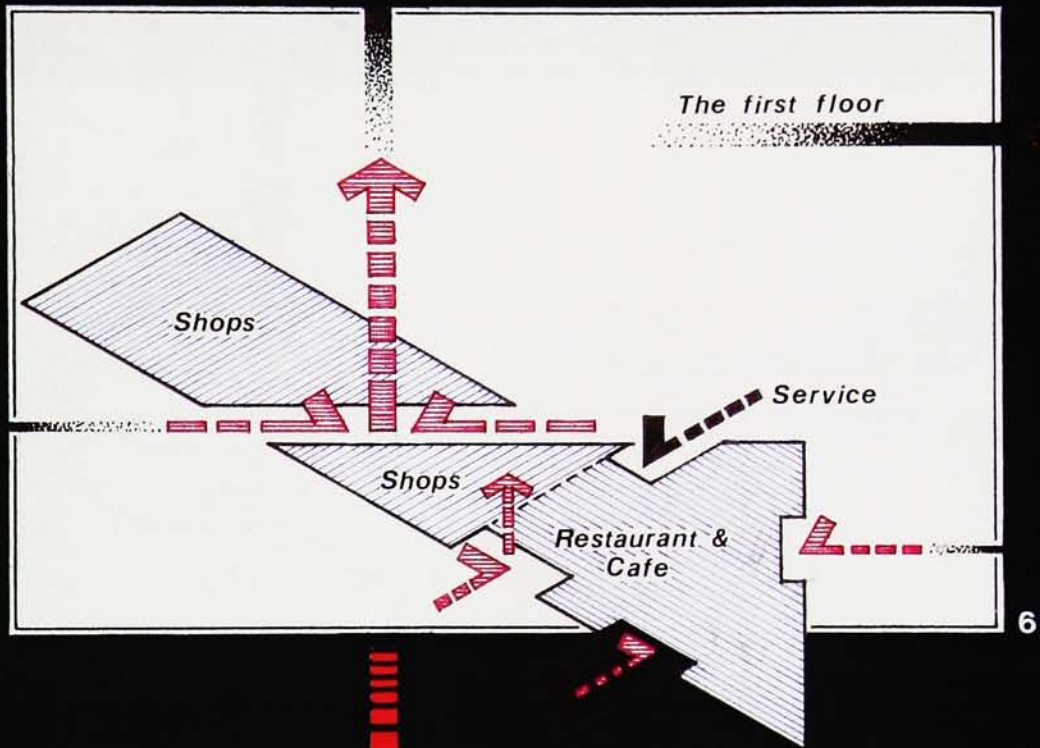 The first floor
Shops
Service
Shops
Restaurant &
Cafe
6